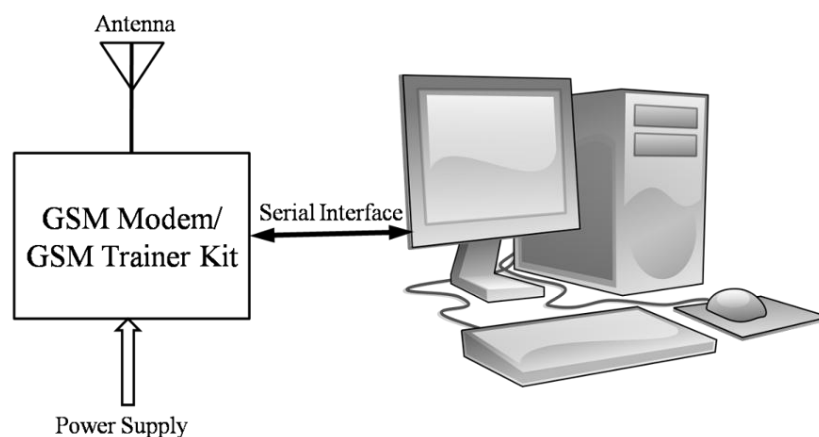 Antenna
GSM Modem/
GSM Trainer Kit
Serial Interface
Power Supply